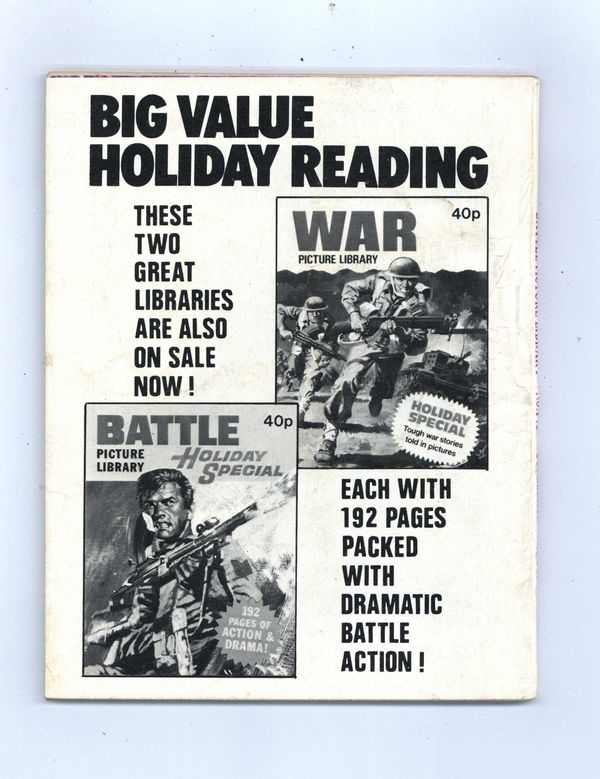 BIG VALUE
HOLIDAY READING
THESE
TWO
GREAT
LIBRARIES
ARE ALSO
ON SALE
NOW !
40p
WAR
PICTURE LIBRARY
HOLIDAY
SPECIAL
Tough war stories
told in pictures
BATTLE 40p
PICTURE
LIBRARY
HOLIDAY
SPECIAL
192
PAGES OF
ACTION &
DRAMA!
EACH WITH
192 PAGES
PACKED
WITH
DRAMATIC
BATTLE
ACTION !